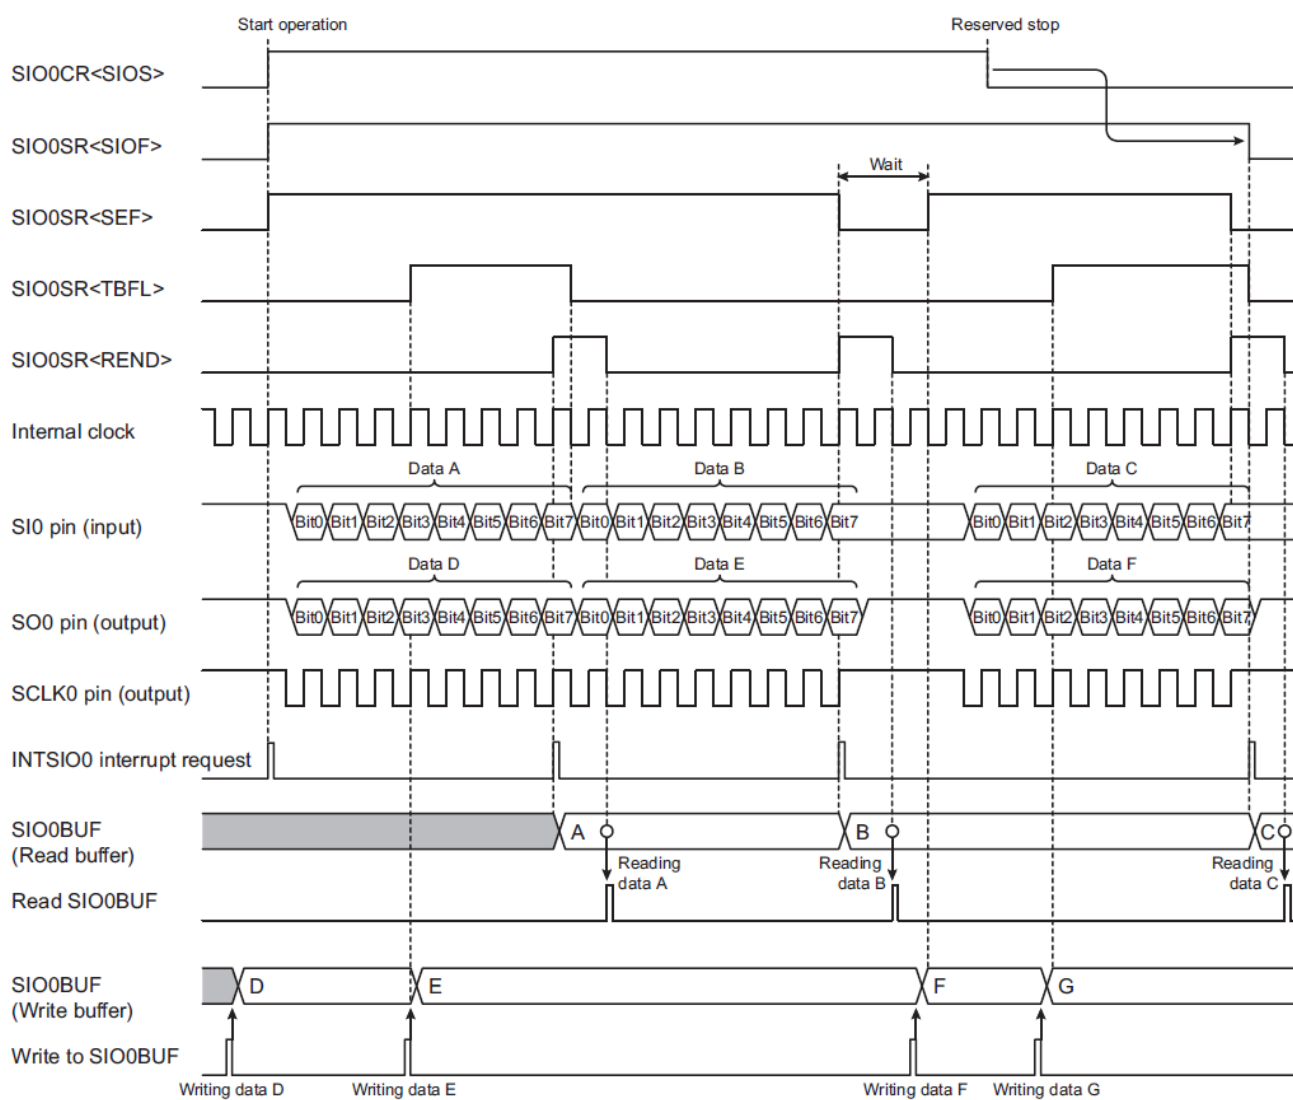 Start operation
Reserved stop
SIO0CR<SIOS>
SIO0SR<SIOF>
Wait
SIO0SR<SEF>
SIO0SR<TBFL>
SIO0SR<REND>
Internal clock
Data A
Data B
Data C
SI0 pin (input)
Bit0 Bit1 Bit2 Bit3 Bit4 Bit5 Bit6 Bit7 Bit0 Bit1 Bit2 Bit3 Bit4 Bit5 Bit6 Bit7 Bit0 Bit1 Bit2 Bit3 Bit4 Bit5 Bit6 Bit7
Data D
Data E
Data F
SO0 pin (output)
Bit0 Bit1 Bit2 Bit3 Bit4 Bit5 Bit6 Bit7 Bit0 Bit1 Bit2 Bit3 Bit4 Bit5 Bit6 Bit7 Bit0 Bit1 Bit2 Bit3 Bit4 Bit5 Bit6 Bit7
SCLK0 pin (output)
INTSIO0 interrupt request
SIO0BUF
(Read buffer)
A
B
C
Reading
data A
Reading
data B
Reading
data C
Read SIO0BUF
SIO0BUF
(Write buffer)
D
E
F
G
Write to SIO0BUF
Writing data D
Writing data E
Writing data F
Writing data G